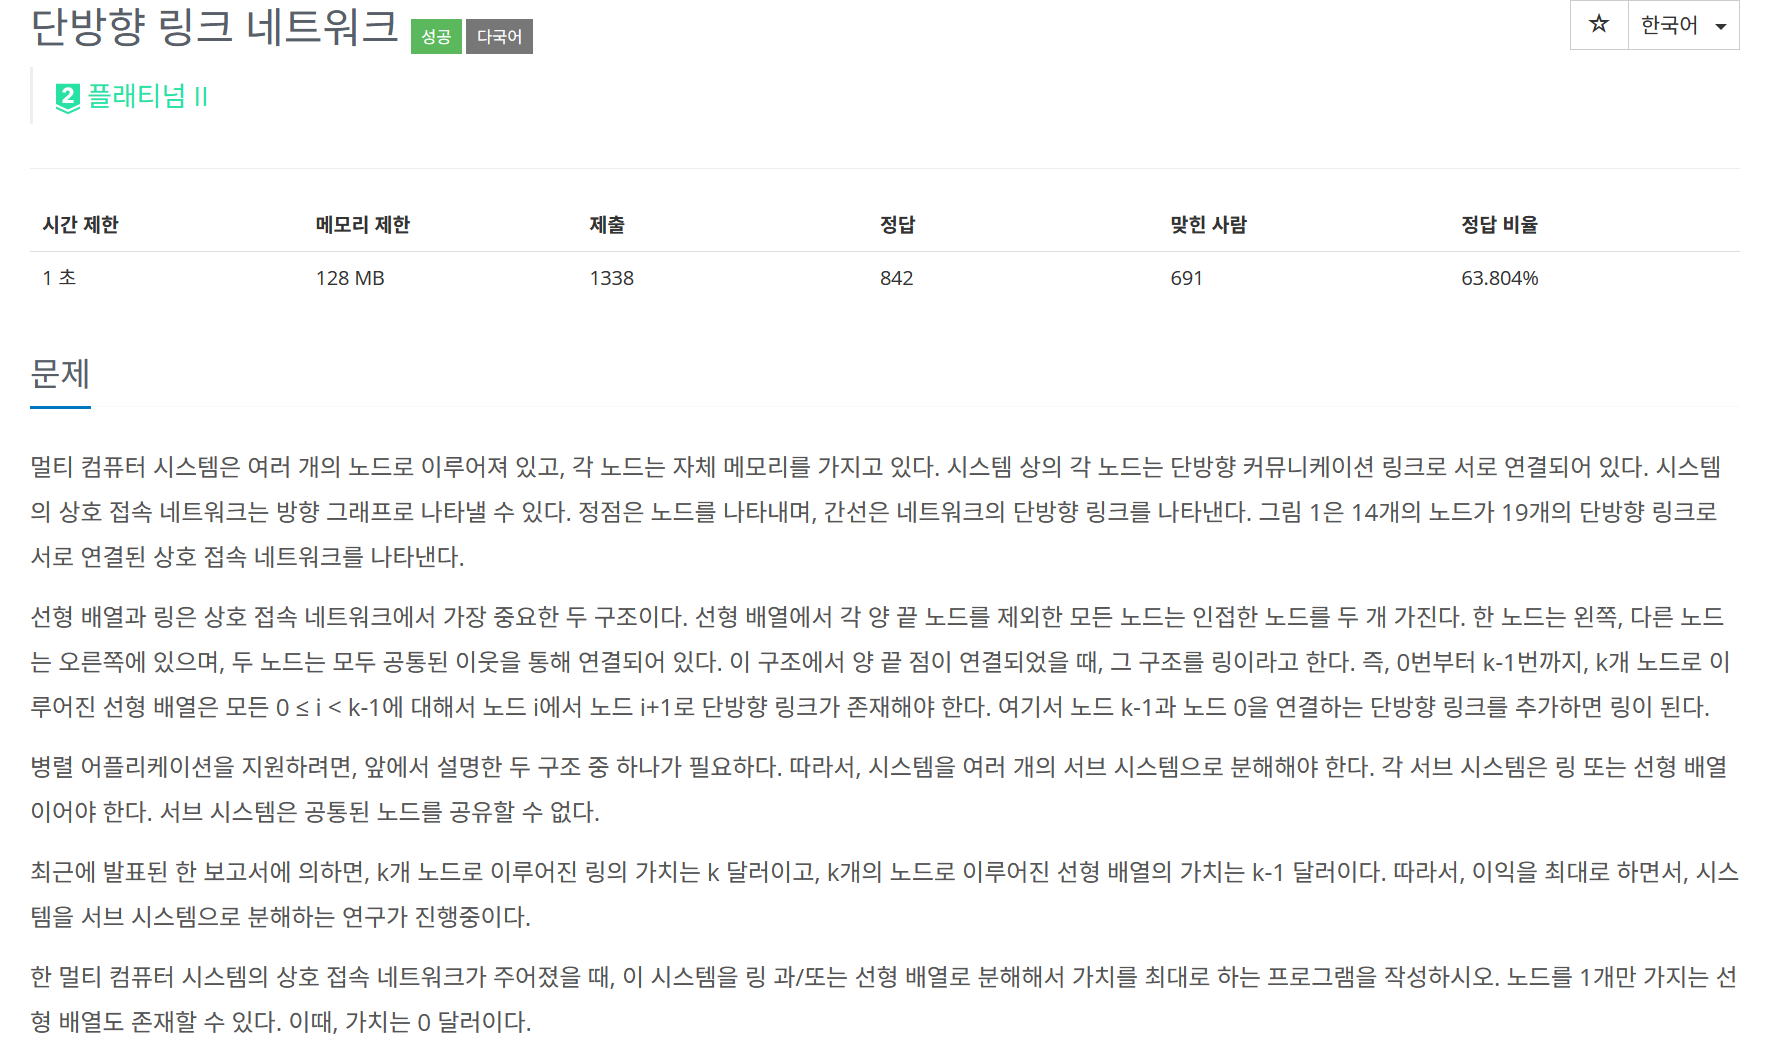 단방향 링크 네트워크 성공 다국어
☆ 한국어
2 플래티넘 II
시간 제한 메모리 제한 제출 정답 맞힌 사람 정답 비율
1 초 128 MB 1338 842 691 63.804%
문제
멀티 컴퓨터 시스템은 여러 개의 노드로 이루어져 있고, 각 노드는 자체 메모리를 가지고 있다. 시스템 상의 각 노드는 단방향 커뮤니케이션 링크로 서로 연결되어 있다. 시스템
의 상호 접속 네트워크는 방향 그래프로 나타낼 수 있다. 정점은 노드를 나타내며, 간선은 네트워크의 단방향 링크를 나타낸다. 그림 1은 14개의 노드가 19개의 단방향 링크로
서로 연결된 상호 접속 네트워크를 나타낸다.
선형 배열과 링은 상호 접속 네트워크에서 가장 중요한 두 구조이다. 선형 배열에서 각 양 끝 노드를 제외한 모든 노드는 인접한 노드를 두 개 가진다. 한 노드는 왼쪽, 다른 노드
는 오른쪽에 있으며, 두 노드는 모두 공통된 이웃을 통해 연결되어 있다. 이 구조에서 양 끝 점이 연결되었을 때, 그 구조를 링이라고 한다. 즉, 0번부터 k-1번까지, k개 노드로 이
루어진 선형 배열은 모든 0 ≤ i < k-1에 대해서 노드 i에서 노드 i+1로 단방향 링크가 존재해야 한다. 여기서 노드 k-1과 노드 0을 연결하는 단방향 링크를 추가하면 링이 된다.
병렬 어플리케이션을 지원하려면, 앞에서 설명한 두 구조 중 하나가 필요하다. 따라서, 시스템을 여러 개의 서브 시스템으로 분해해야 한다. 각 서브 시스템은 링 또는 선형 배열
이어야 한다. 서브 시스템은 공통된 노드를 공유할 수 없다.
최근에 발표된 한 보고서에 의하면, k개 노드로 이루어진 링의 가치는 k 달러이고, k개의 노드로 이루어진 선형 배열의 가치는 k-1 달러이다. 따라서, 이익을 최대로 하면서, 시스
템을 서브 시스템으로 분해하는 연구가 진행중이다.
한 멀티 컴퓨터 시스템의 상호 접속 네트워크가 주어졌을 때, 이 시스템을 링 과/또는 선형 배열로 분해해서 가치를 최대로 하는 프로그램을 작성하시오. 노드를 1개만 가지는 선
형 배열도 존재할 수 있다. 이때, 가치는 0 달러이다.